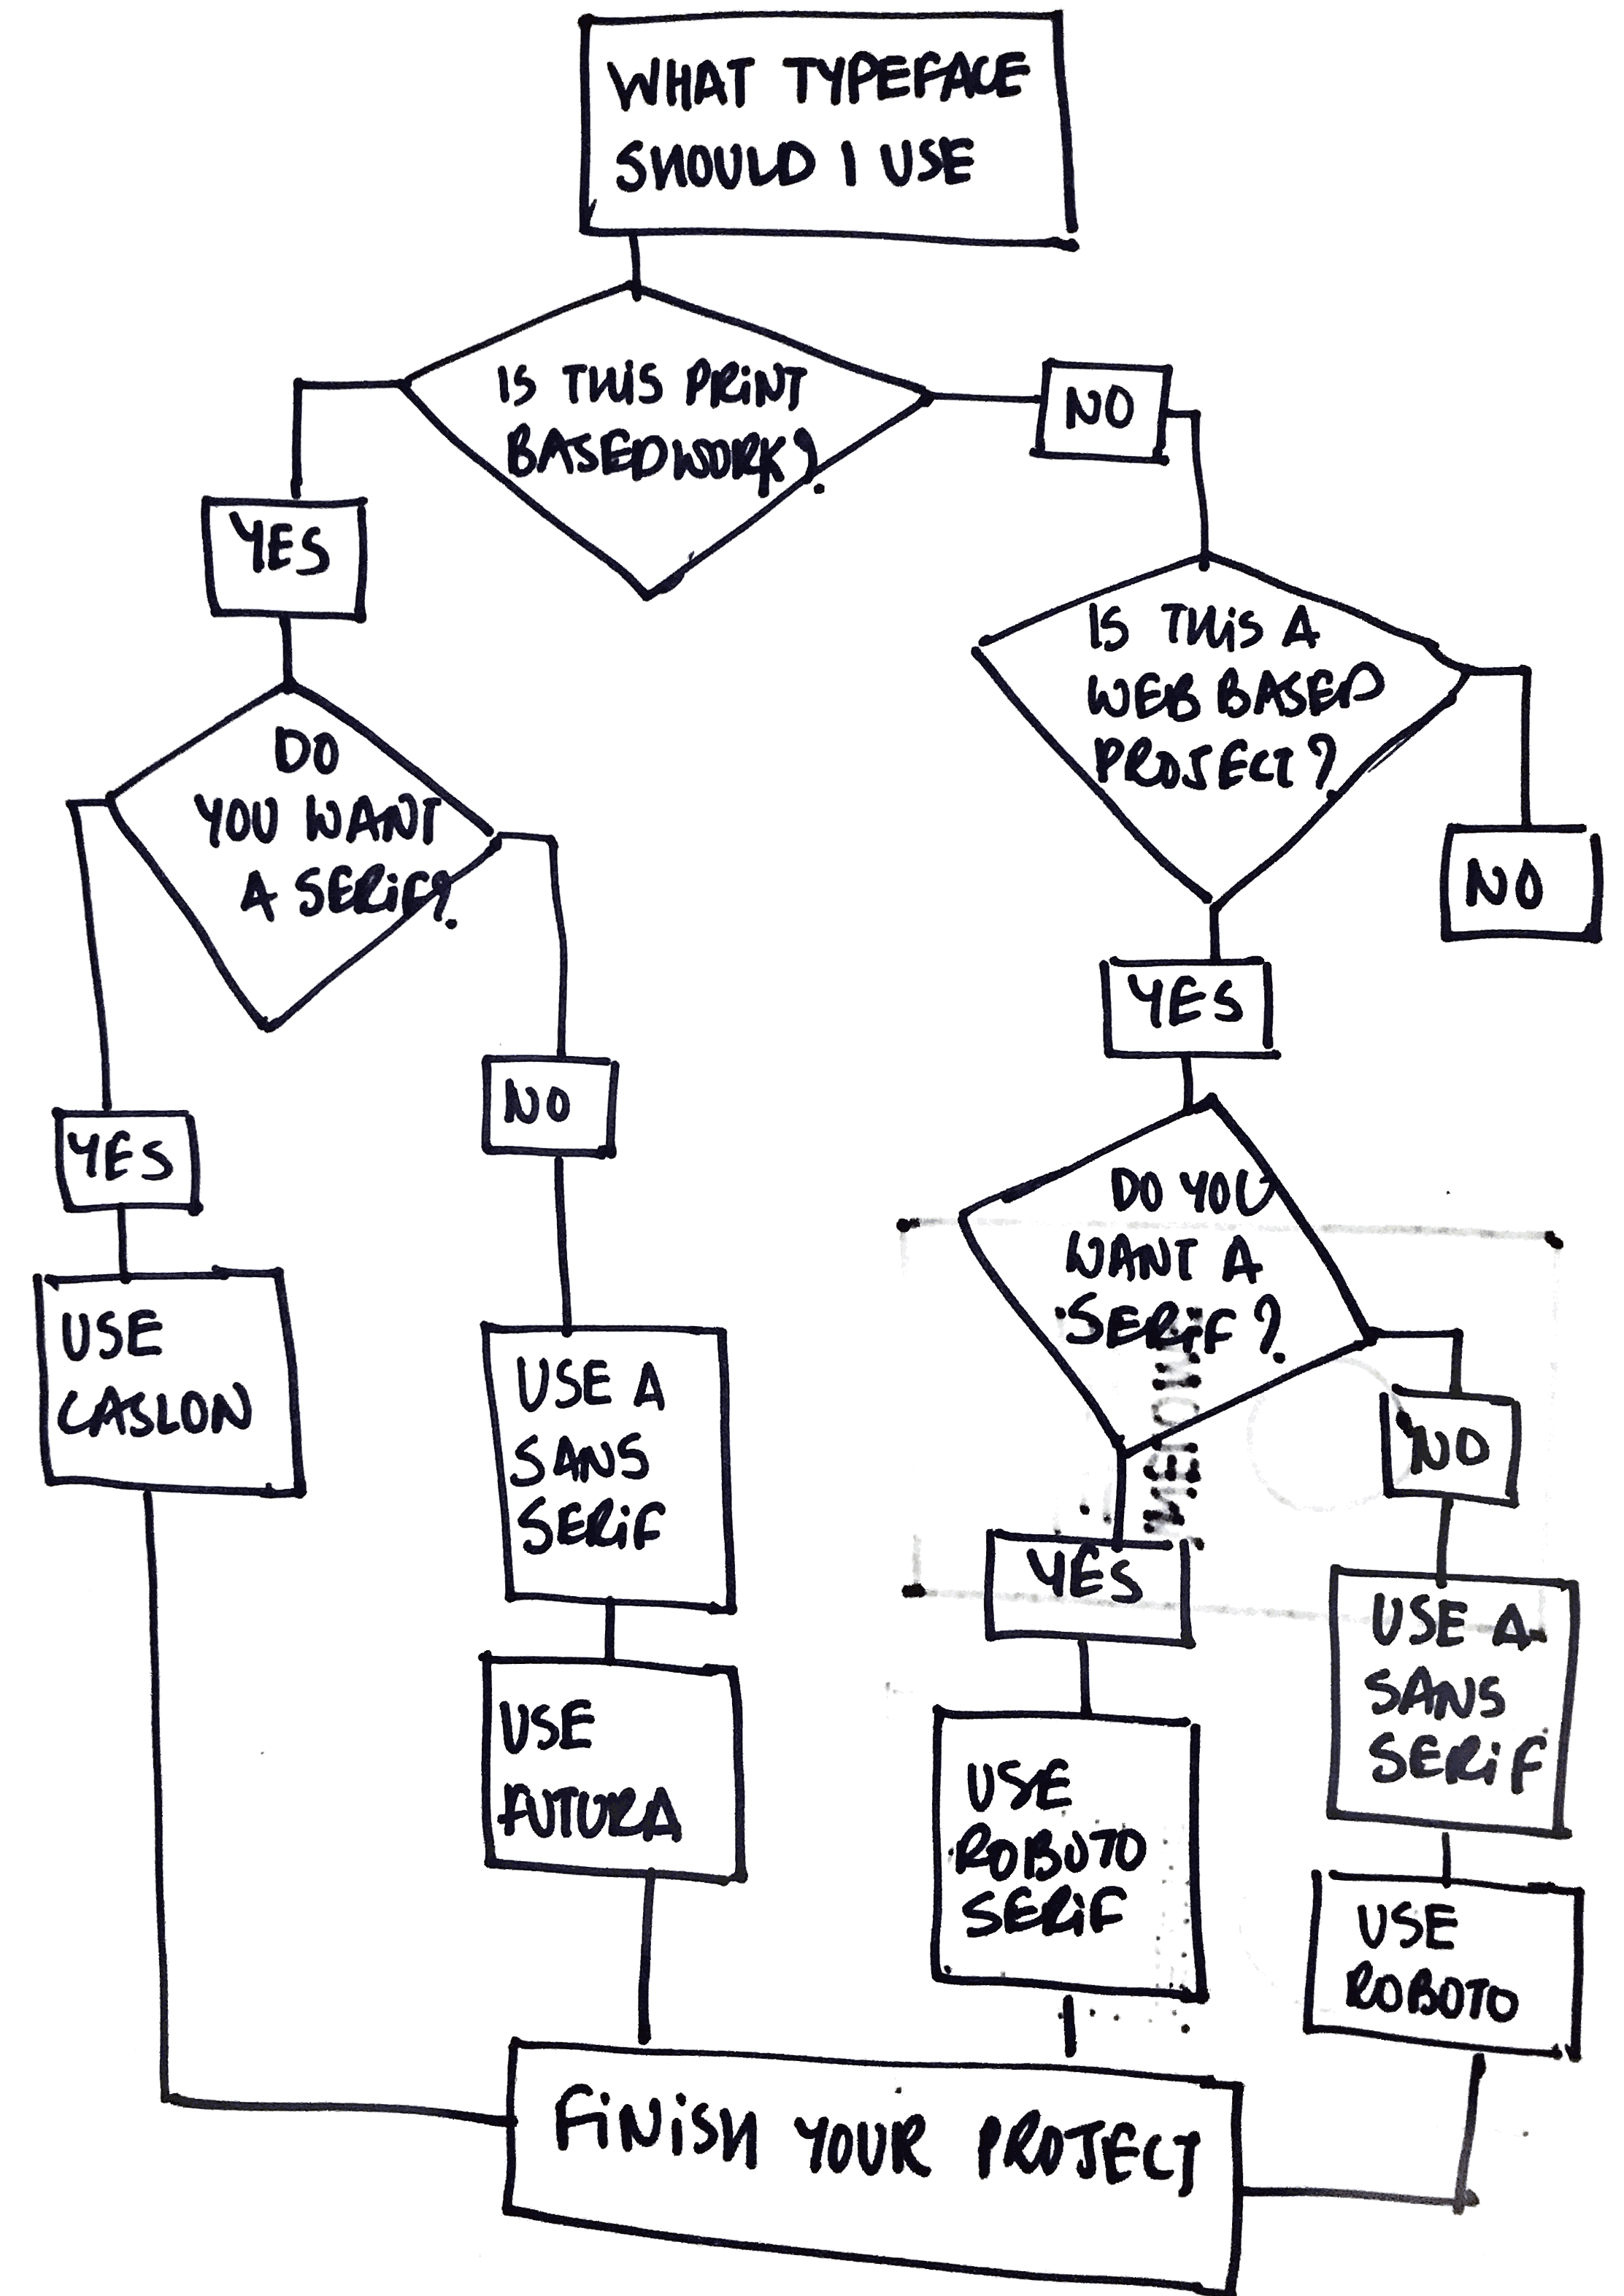 WHAT TYPEFACE
SHOULD I USE
IS THIS PRINT
BASED WORK?
NO
YES
IS THIS A
WEB BASED
PROJECT?
NO
DO
YOU WANT
A SERIF?
YES
NO
YES
DO YOU
WANT A
SERIF?
NO
YES
USE
CASLON
USE A
SANS
SERIF
USE
FUTURA
USE
ROBOTO
SERIF
USE A
SANS
SERIF
USE
ROBOTO
FINISH YOUR PROJECT